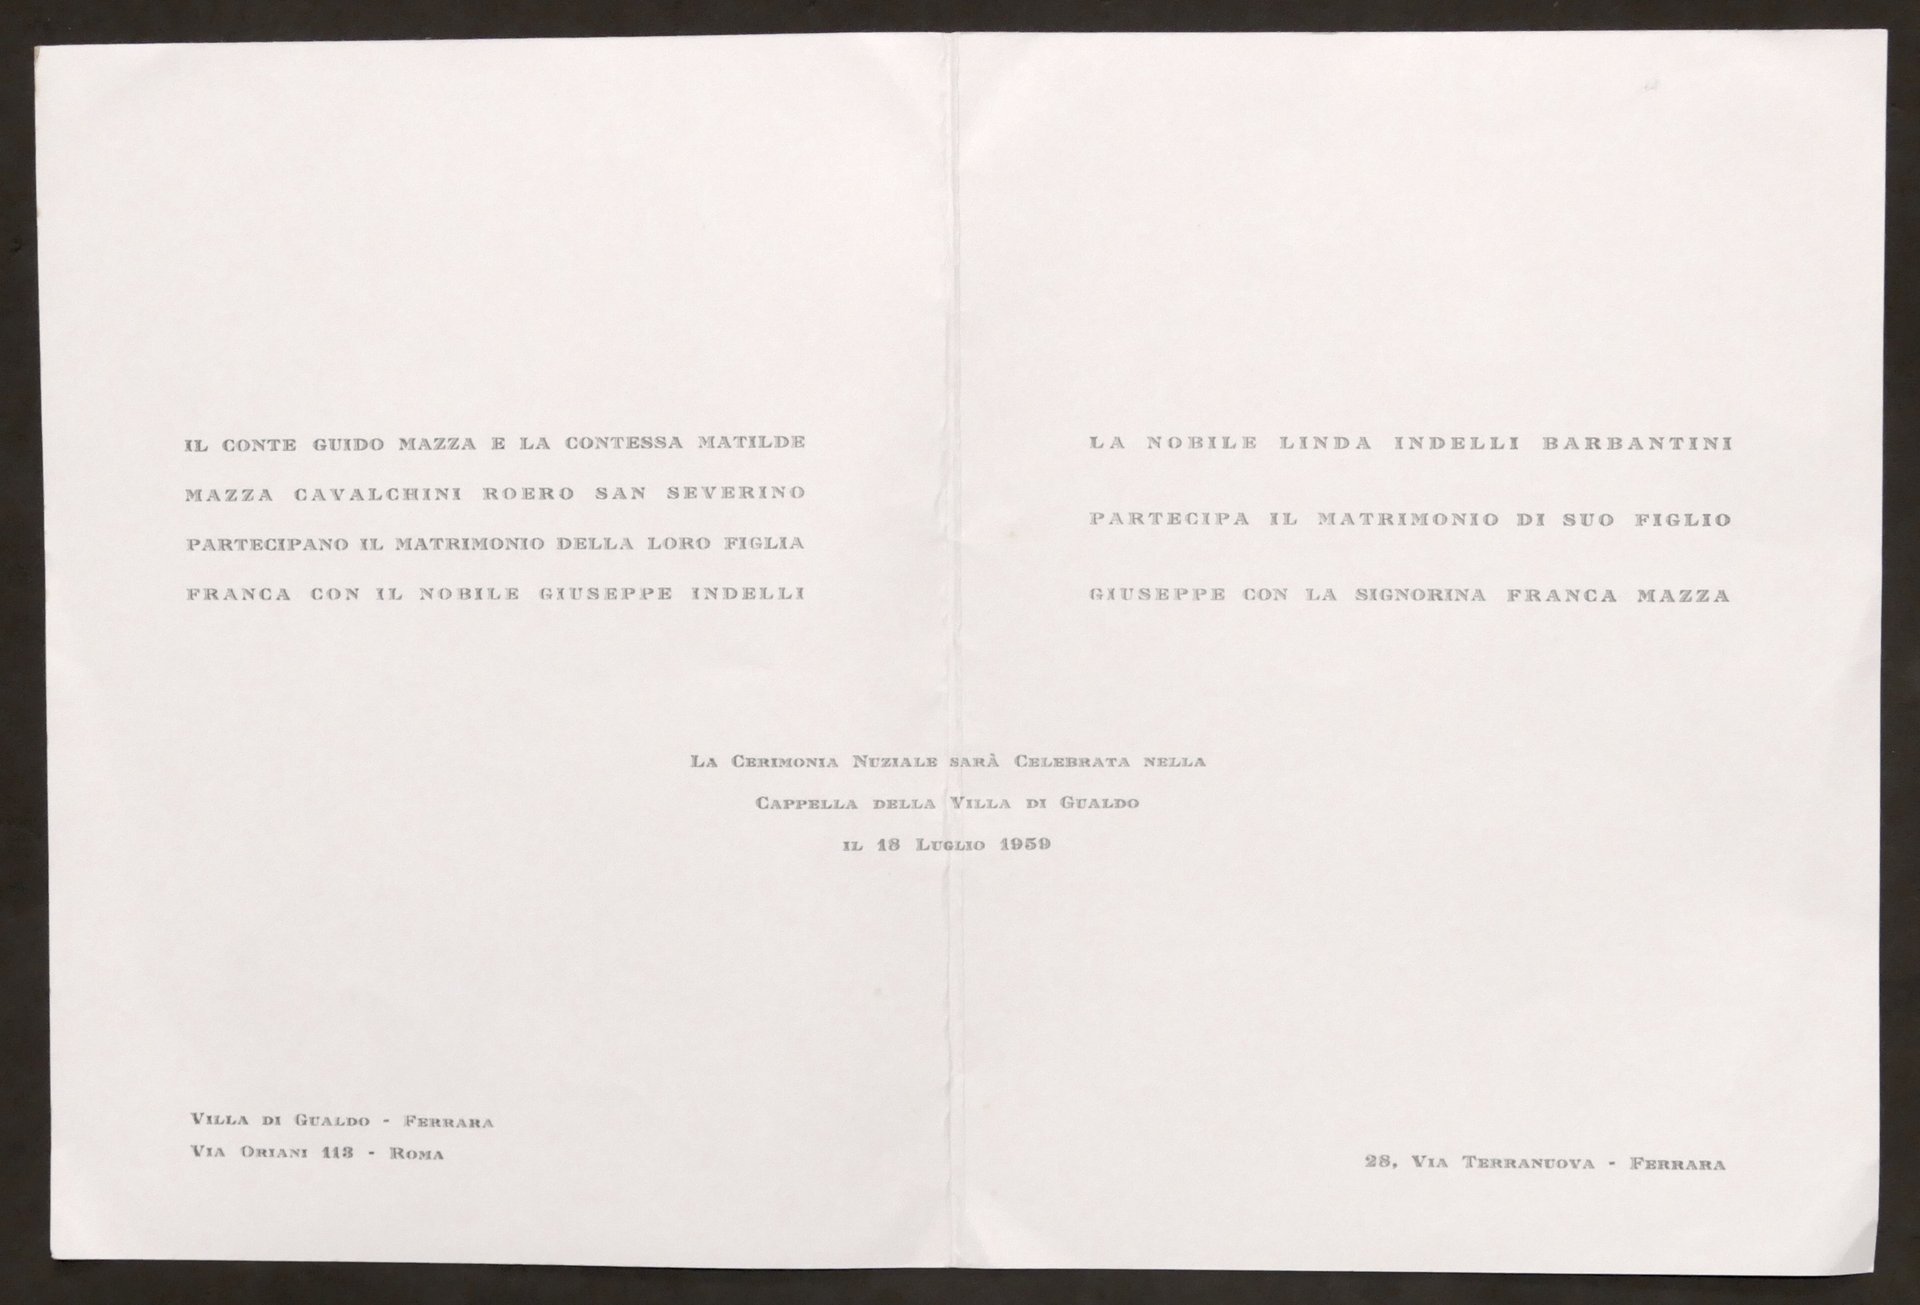 IL CONTE GUIDO MAZZA E LA CONTESSA MATILDE
MAZZA CAVALCHINI ROERO SAN SEVERINO
PARTECIPANO IL MATRIMONIO DELLA LORO FIGLIA
FRANCA CON IL NOBILE GIUSEPPE INDELLI
LA NOBILE LINDA INDELLI BARBANTINI
PARTECIPA IL MATRIMONIO DI SUO FIGLIO
GIUSEPPE CON LA SIGNORINA FRANCA MAZZA
La Cerimonia Nuziale sarà Celebrata nella
Cappella della Villa di Gualdo
il 18 Luglio 1959
Villa di Gualdo - Ferrara
Via Oriani 113 - Roma
28, Via Terranuova - Ferrara